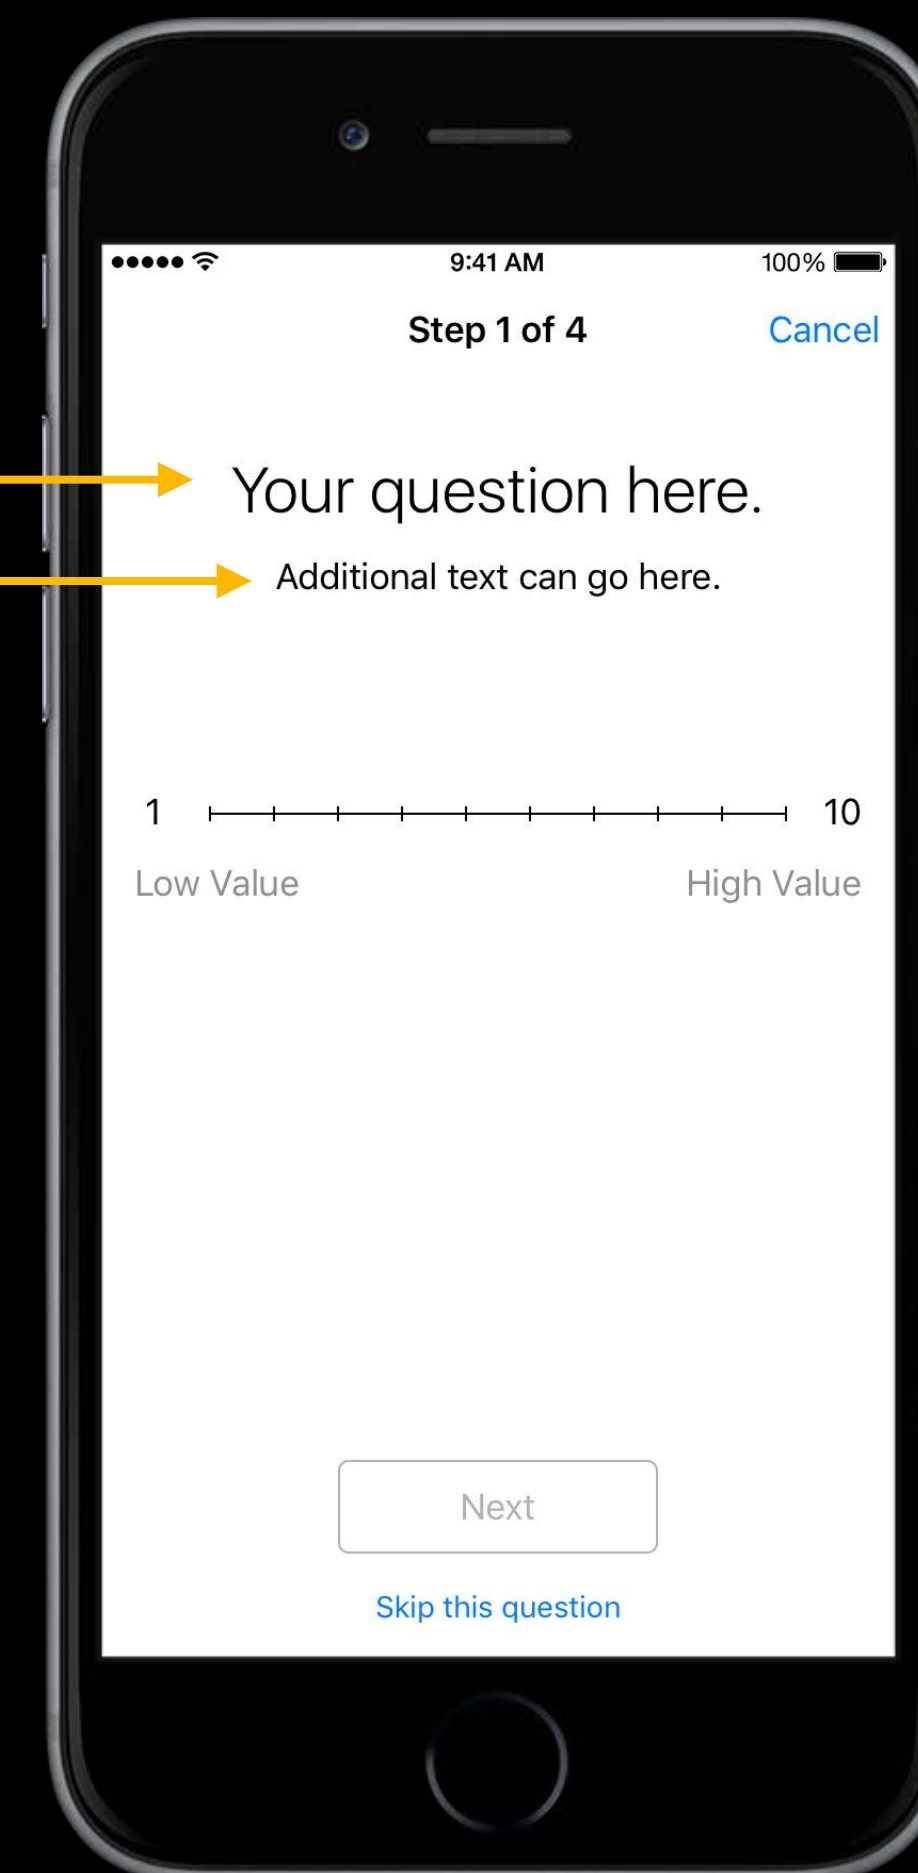 9:41 AM 100%
Step 1 of 4 Cancel
Your question here.
Additional text can go here.
1 10
Low Value High Value
Next
Skip this question